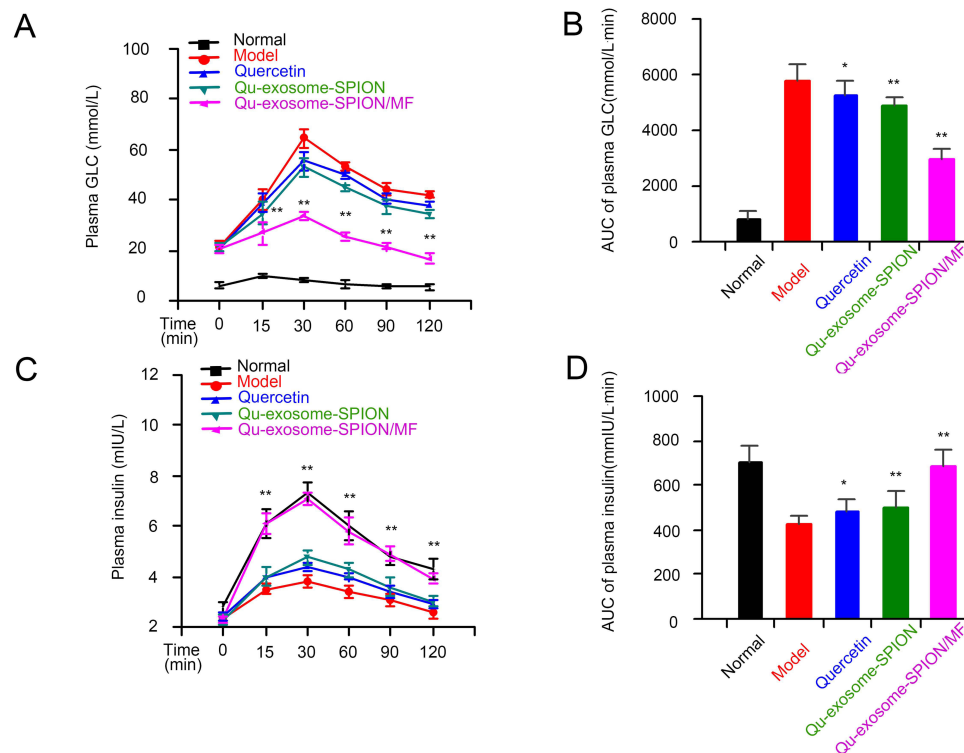 A
Normal
Model
Quercetin
Qu-exosome-SPION
Qu-exosome-SPION/MF
Plasma GLC (mmol/L)
100
80
60
40
20
0
** ** ** ** **
Time (min)
0 15 30 60 90 120
B
AUC of plasma GLC(mmol/L·min)
8000
6000
4000
2000
0
* ** **
Normal
Model
Quercetin
Qu-exosome-SPION
Qu-exosome-SPION/MF
C
Normal
Model
Quercetin
Qu-exosome-SPION
Qu-exosome-SPION/MF
Plasma insulin (mIU/L)
12
10
8
6
4
2
** ** ** ** **
Time (min)
0 15 30 60 90 120
D
AUC of plasma insulin(mmIU/L·min)
1000
800
600
400
200
0
* ** **
Normal
Model
Quercetin
Qu-exosome-SPION
Qu-exosome-SPION/MF